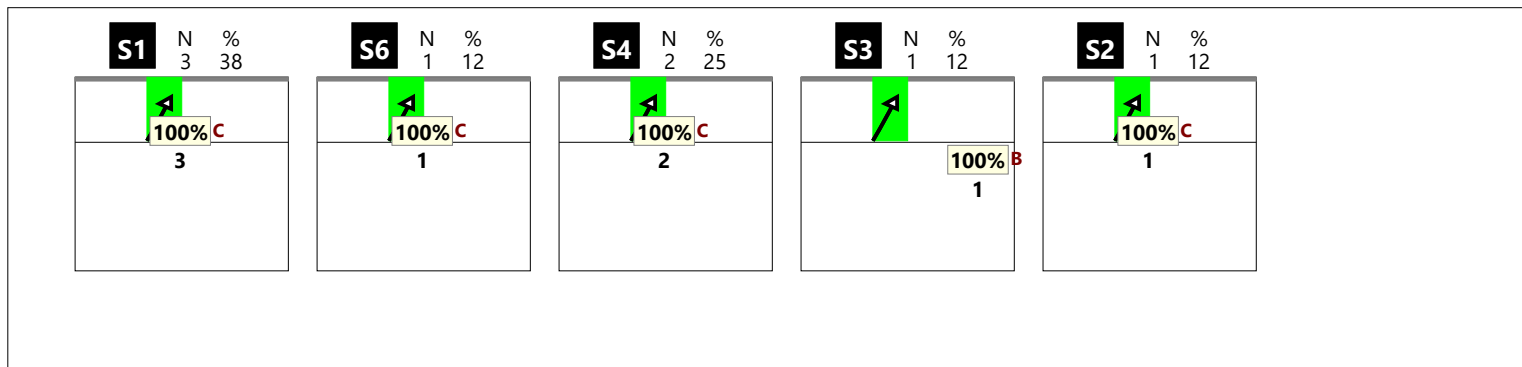 S1 N % S6 N % S4 N % S3 N % S2 N %
3 38 1 12 2 25 1 12 1 12
100% C 100% C 100% C 100% C
3 1 2 100% B 1
1